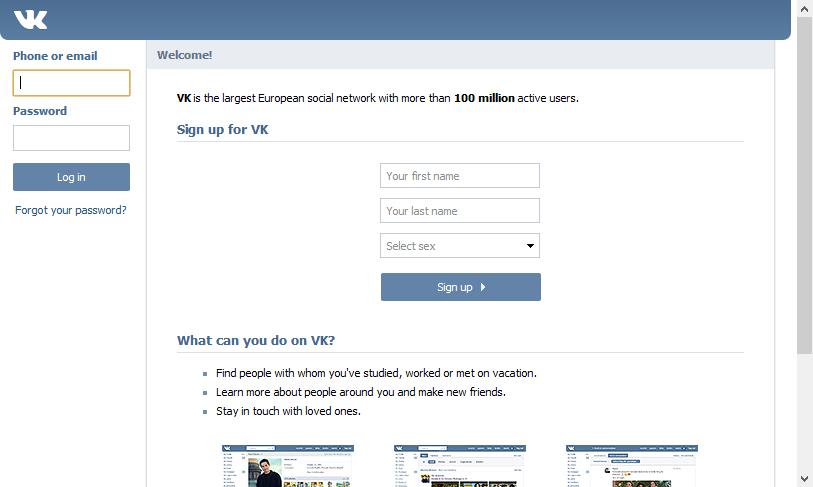 VK
Phone or email
Password
Log in
Forgot your password?
Welcome!
VK is the largest European social network with more than 100 million active users.
Sign up for VK
Your first name
Your last name
Select sex
Sign up
What can you do on VK?
Find people with whom you've studied, worked or met on vacation.
Learn more about people around you and make new friends.
Stay in touch with loved ones.